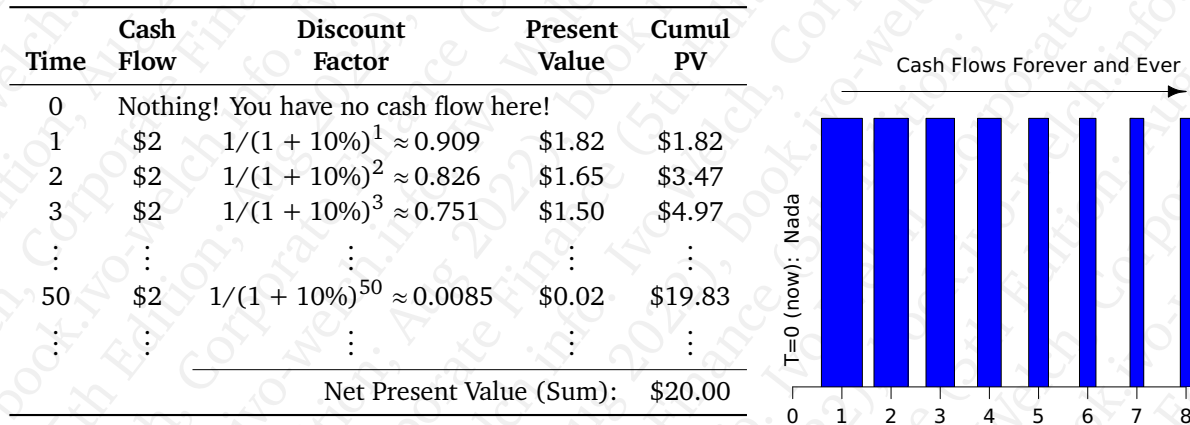 Cash Discount Present Cumul
Time Flow Factor Value PV
0 Nothing! You have no cash flow here!
1 $2 1/(1 + 10%)^1 ≈ 0.909 $1.82 $1.82
2 $2 1/(1 + 10%)^2 ≈ 0.826 $1.65 $3.47
3 $2 1/(1 + 10%)^3 ≈ 0.751 $1.50 $4.97
⋮ ⋮ ⋮ ⋮ ⋮
50 $2 1/(1 + 10%)^50 ≈ 0.0085 $0.02 $19.83
⋮ ⋮ ⋮ ⋮ ⋮
Net Present Value (Sum): $20.00
Cash Flows Forever and Ever
T=0 (now): Nada
0 1 2 3 4 5 6 7 8